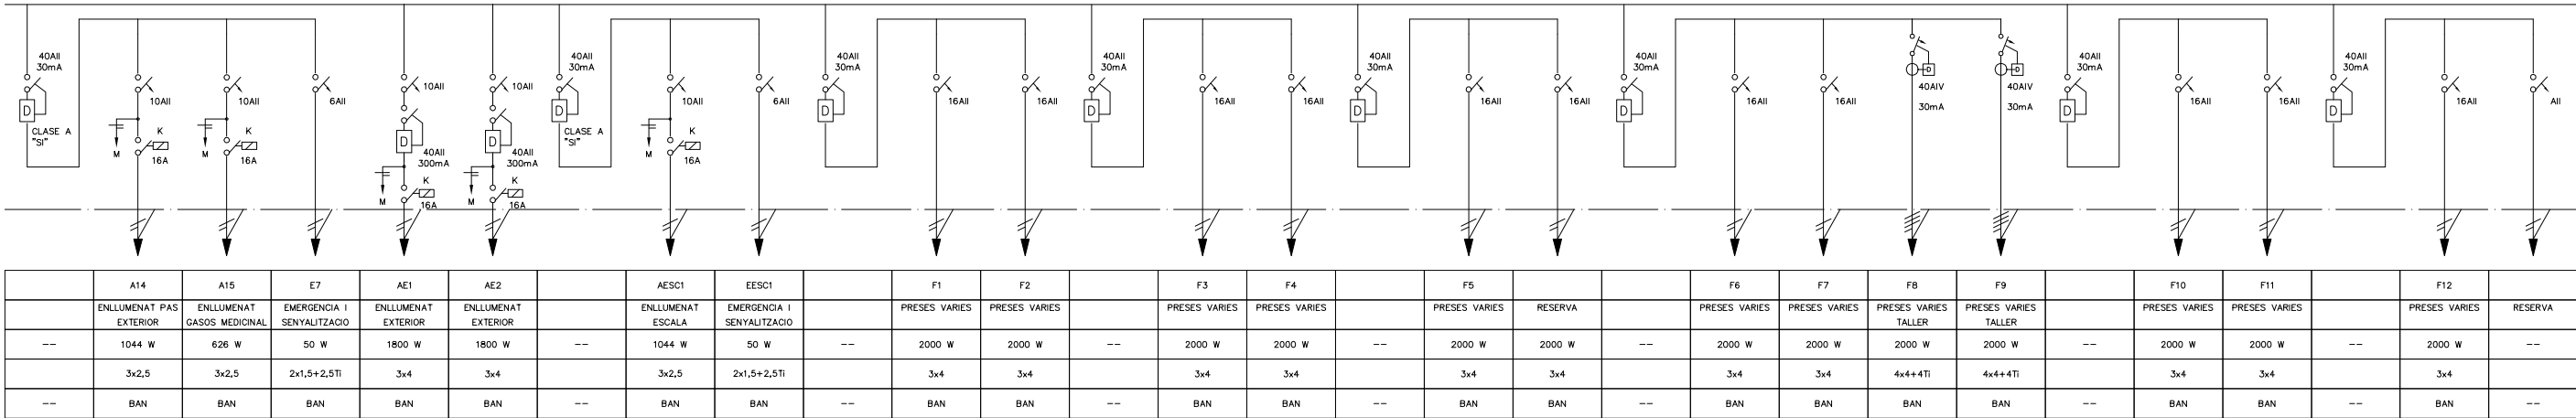 40AII
30mA
D
CLASE A
"SI"
10AII
M
K
16A
10AII
M
K
16A
6AII
10AII
D
40AII
300mA
M
K
16A
10AII
D
40AII
300mA
M
K
16A
40AII
30mA
D
CLASE A
"SI"
10AII
M
K
16A
6AII
40AII
30mA
D
16AII
16AII
40AII
30mA
D
16AII
16AII
40AII
30mA
D
16AII
16AII
40AII
30mA
D
16AII
16AII
D
40AIV
30mA
D
40AIV
30mA
40AII
30mA
D
16AII
16AII
40AII
30mA
D
16AII
AII
A14 A15 E7 AE1 AE2 AESC1 EESC1 F1 F2 F3 F4 F5 F6 F7 F8 F9 F10 F11 F12
ENLLUMENAT PAS ENLLUMENAT EMERGENCIA I ENLLUMENAT ENLLUMENAT ENLLUMENAT EMERGENCIA I PRESES VARIES PRESES VARIES PRESES VARIES PRESES VARIES PRESES VARIES RESERVA PRESES VARIES PRESES VARIES PRESES VARIES PRESES VARIES PRESES VARIES PRESES VARIES PRESES VARIES RESERVA
EXTERIOR GASOS MEDICINAL SENYALITZACIO EXTERIOR EXTERIOR ESCALA SENYALITZACIO TALLER TALLER
-- 1044 W 626 W 50 W 1800 W 1800 W -- 1044 W 50 W -- 2000 W 2000 W -- 2000 W 2000 W -- 2000 W 2000 W -- 2000 W 2000 W 2000 W 2000 W -- 2000 W 2000 W -- 2000 W --
3x2,5 3x2,5 2x1,5+2,5Ti 3x4 3x4 3x2,5 2x1,5+2,5Ti 3x4 3x4 3x4 3x4 3x4 3x4 3x4 3x4 4x4+4Ti 4x4+4Ti 3x4 3x4 3x4
-- BAN BAN BAN BAN BAN -- BAN BAN -- BAN BAN -- BAN BAN -- BAN BAN -- BAN BAN BAN BAN -- BAN BAN -- BAN --